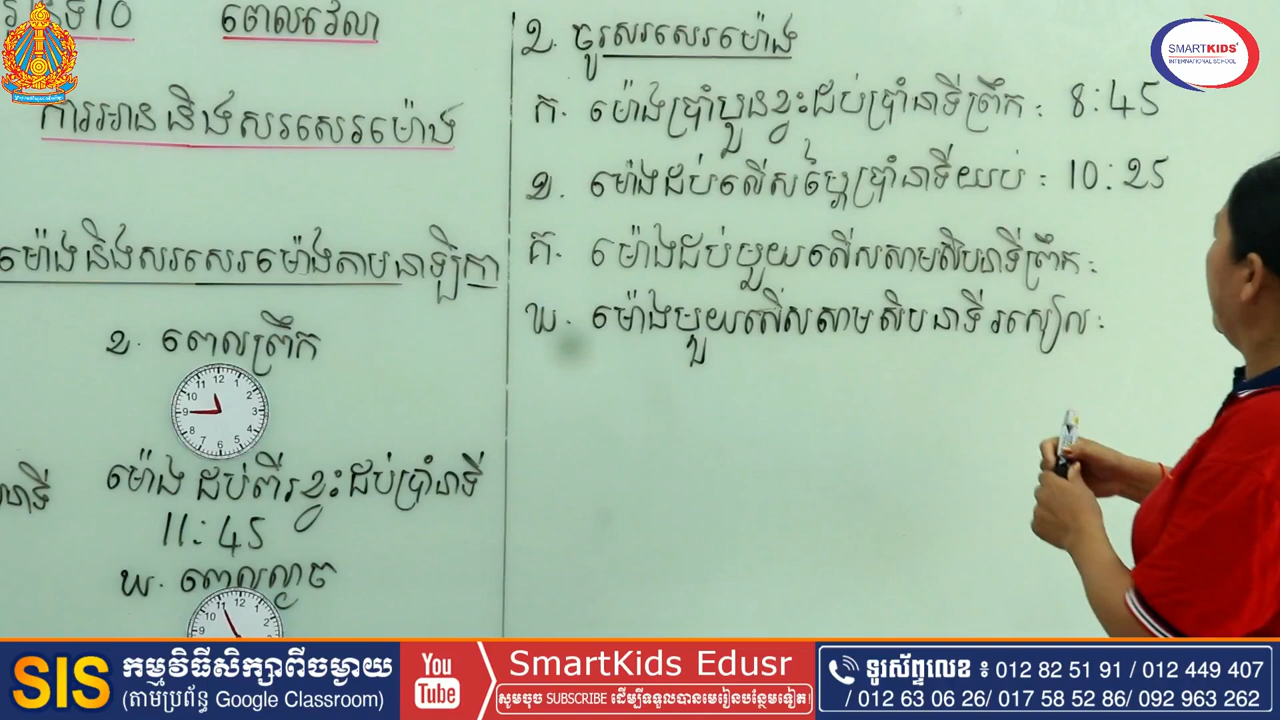 ទី10
ពេលវេលា
ការអាននិងសរសេរម៉ោង
ម៉ោងនិងសរសេរម៉ោងតាមនាឡិកា
ខ. ពេលព្រឹក
ម៉ោងដប់ពីរខ្វះដប់ប្រាំនាទី
11:45
ឃ. ពេលល្ងាច
នាទី
2. ចូរសរសេរម៉ោង
ក. ម៉ោងប្រាំបួនខ្វះដប់ប្រាំនាទីព្រឹក : 8:45
ខ. ម៉ោងដប់លើសម្ភៃប្រាំនាទីយប់ : 10:25
គ. ម៉ោងដប់មួយលើសសាមសិបនាទីព្រឹក :
ឃ. ម៉ោងមួយលើសសាមសិបនាទីរសៀល :
SMARTKIDS
INTERNATIONAL SCHOOL
SIS កម្មវិធីសិក្សាពីចម្ងាយ
(តាមប្រព័ន្ធ Google Classroom)
You Tube
SmartKids Edusr
សូមចុច SUBSCRIBE ដើម្បីទទួលបានមេរៀនបន្ថែមទៀត!
ទូរស័ព្ទលេខ ៖ 012 82 51 91 / 012 449 407
/ 012 63 06 26/ 017 58 52 86/ 092 963 262